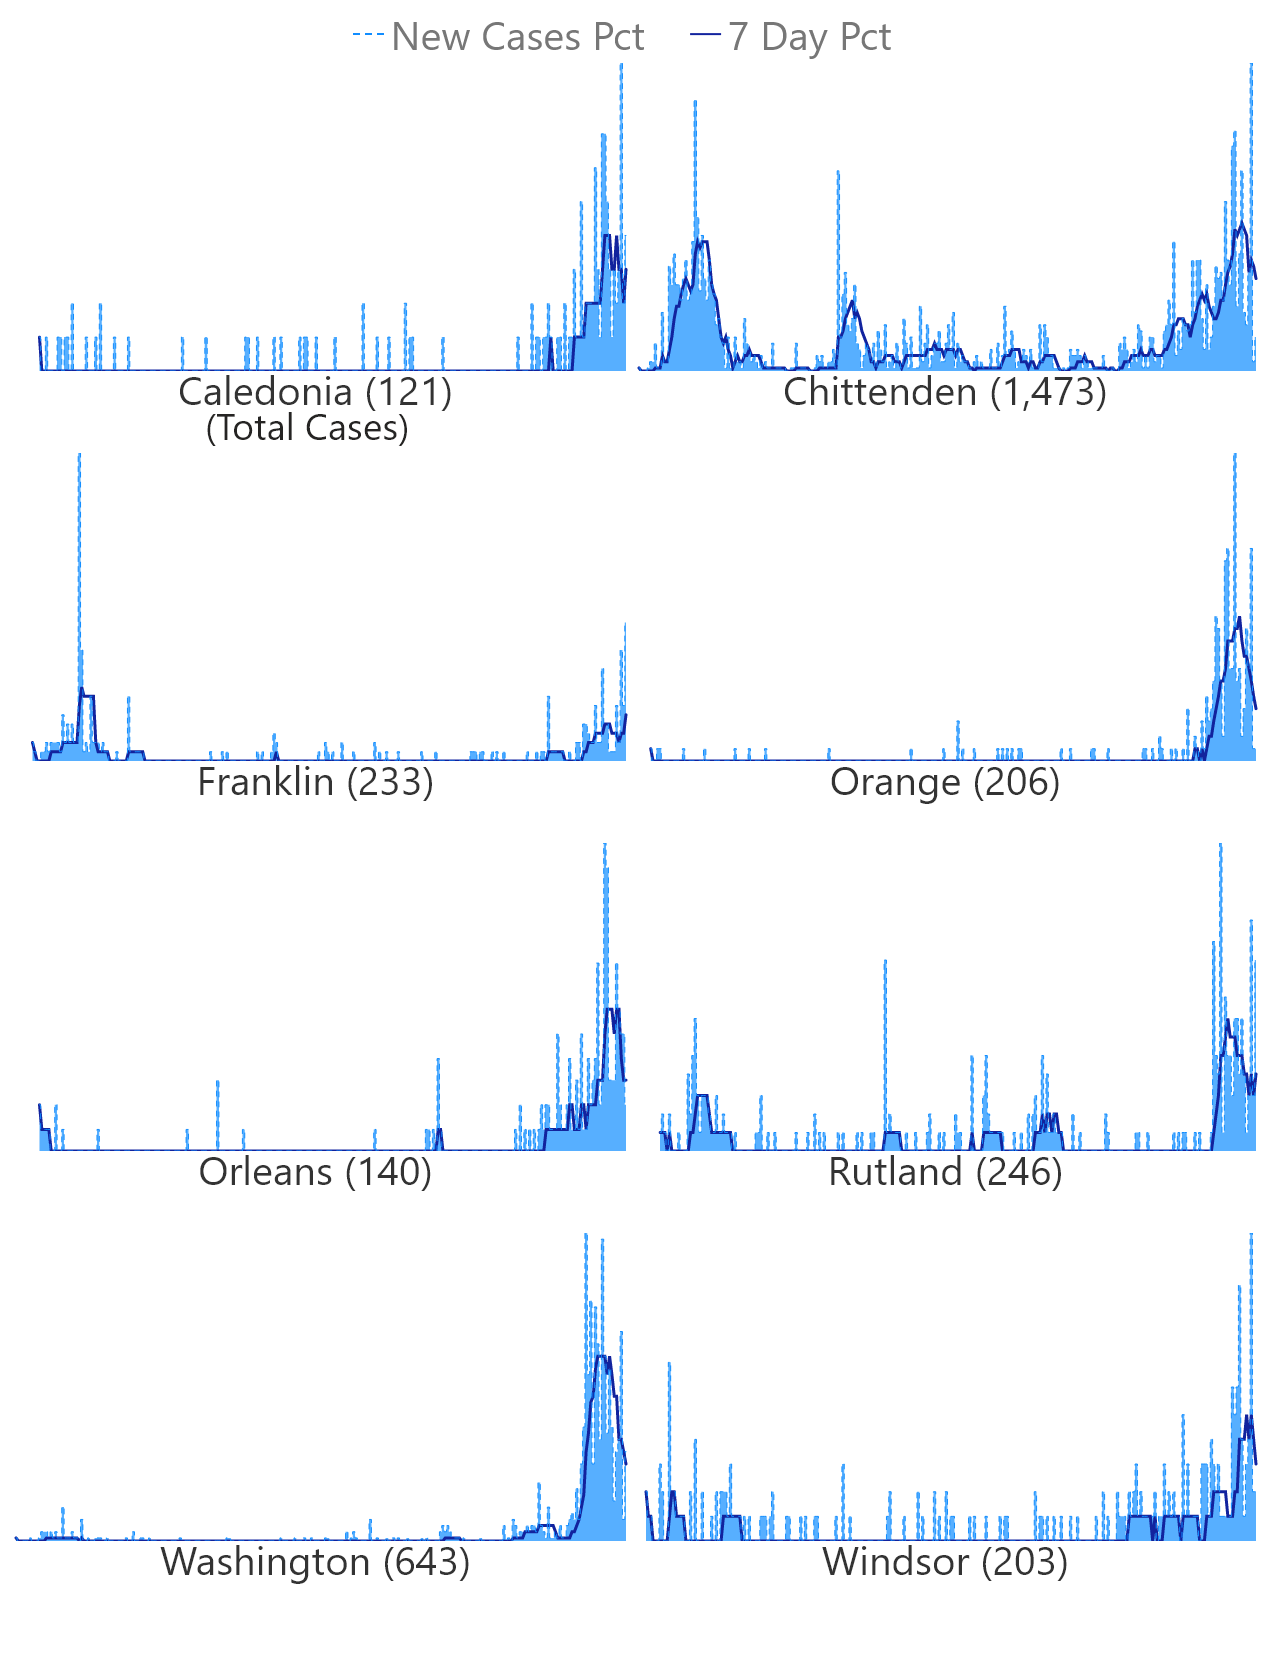 New Cases Pct 7 Day Pct
Caledonia (121) Chittenden (1,473)
(Total Cases)
Franklin (233) Orange (206)
Orleans (140) Rutland (246)
Washington (643) Windsor (203)